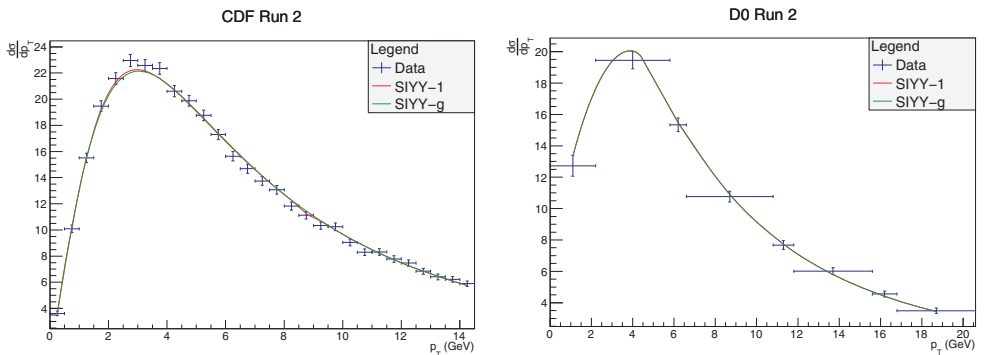 CDF Run 2
dσ
dp_T
24
22
20
18
16
14
12
10
8
6
4
0 2 4 6 8 10 12 14
p_T (GeV)
Legend
Data
SIYY-1
SIYY-g
D0 Run 2
dσ
dp_T
20
18
16
14
12
10
8
6
4
0 2 4 6 8 10 12 14 16 18 20
p_T (GeV)
Legend
Data
SIYY-1
SIYY-g